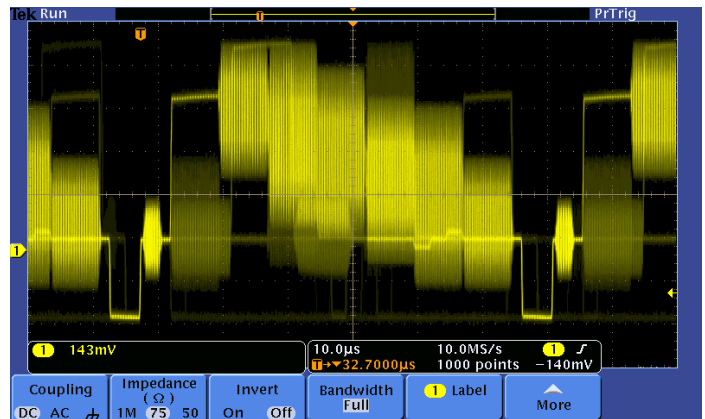 Tek Run PrTrig
T
T
1
1 143mV
10.0µs 10.0MS/s 1 ∫
T→▼32.7000µs 1000 points −140mV
Coupling Impedance Invert Bandwidth 1 Label
(Ω) Full More
DC AC 1M 75 50 On Off